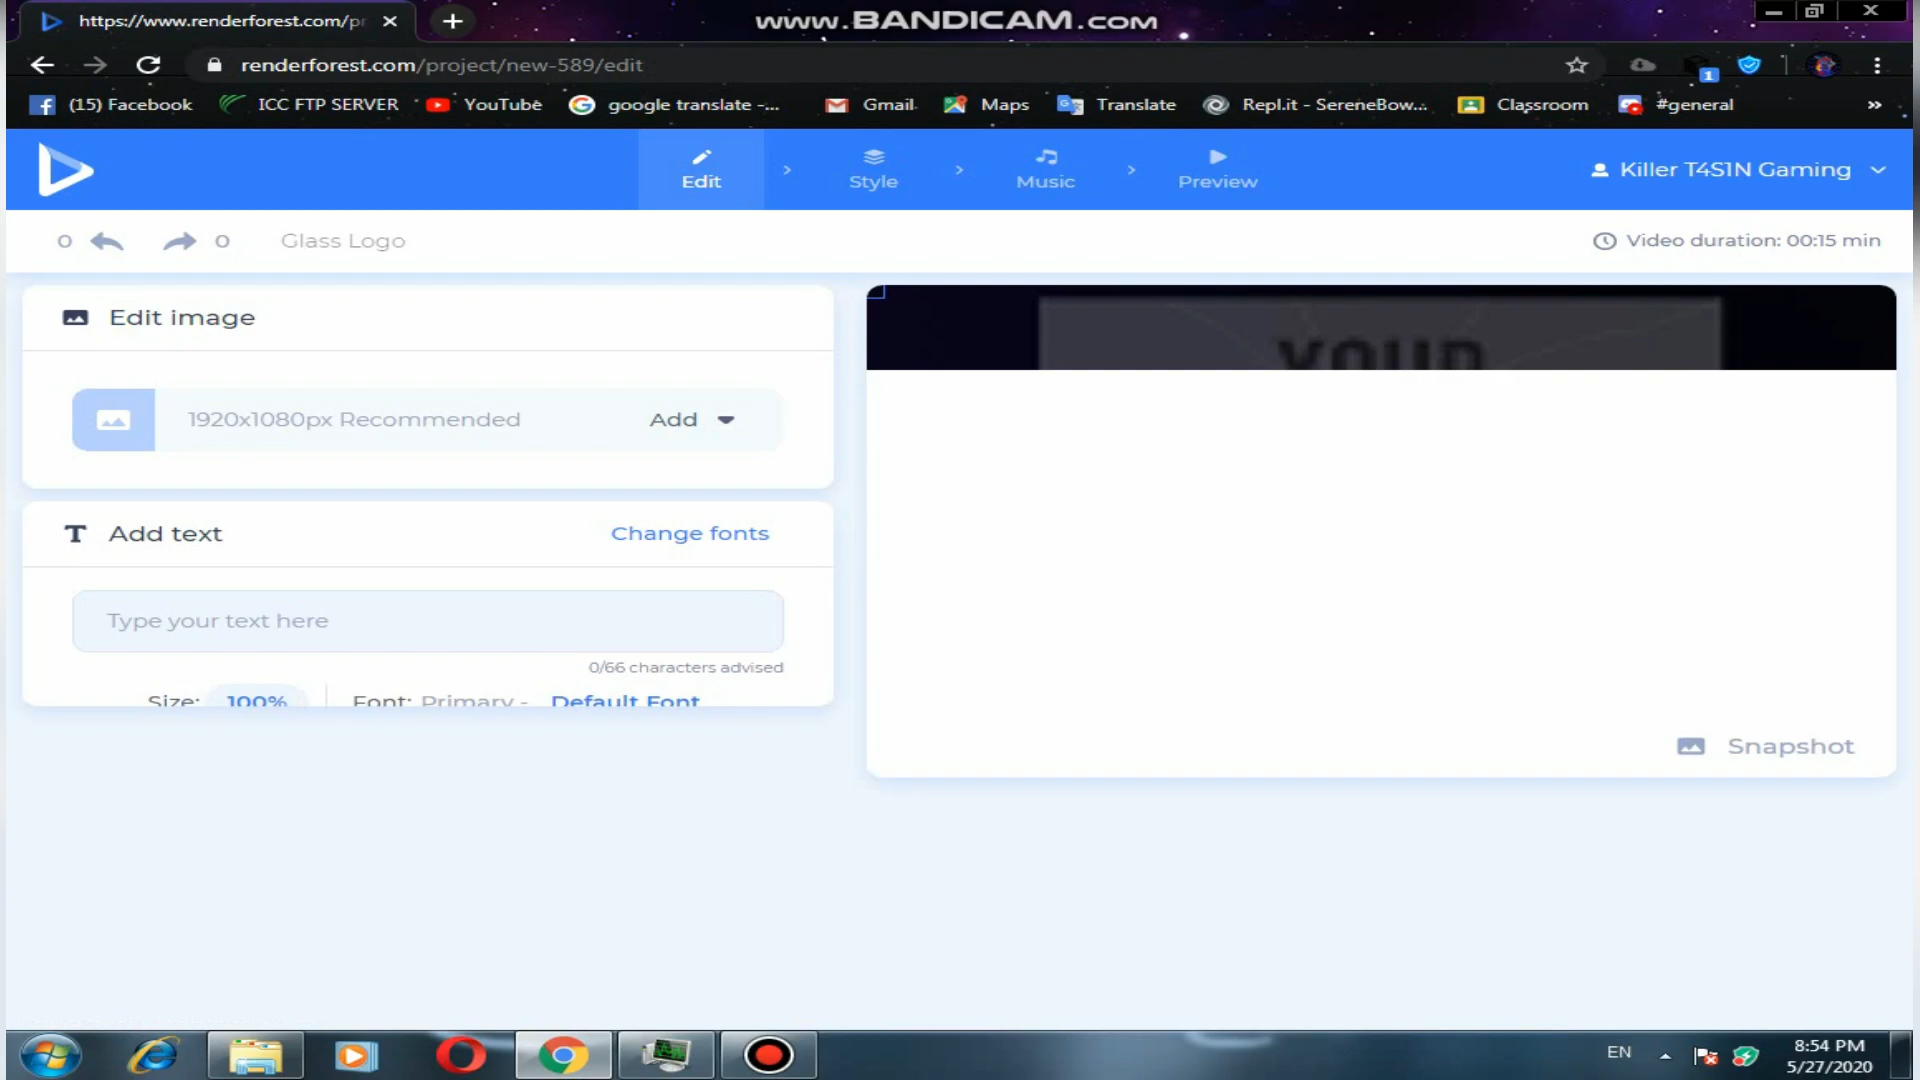 https://www.renderforest.com/pr
www.BANDICAM.com
renderforest.com/project/new-589/edit
1
(15) Facebook ICC FTP SERVER YouTube google translate -... Gmail Maps Translate Repl.it - SereneBow... Classroom #general »
Edit Style Music Preview
Killer T4S1N Gaming
0 0 Glass Logo
Video duration: 00:15 min
Edit image
1920x1080px Recommended Add
YOUR
Add text Change fonts
Type your text here
0/66 characters advised
Size: 100% Font: Primary - Default Font
Snapshot
EN
8:54 PM
5/27/2020